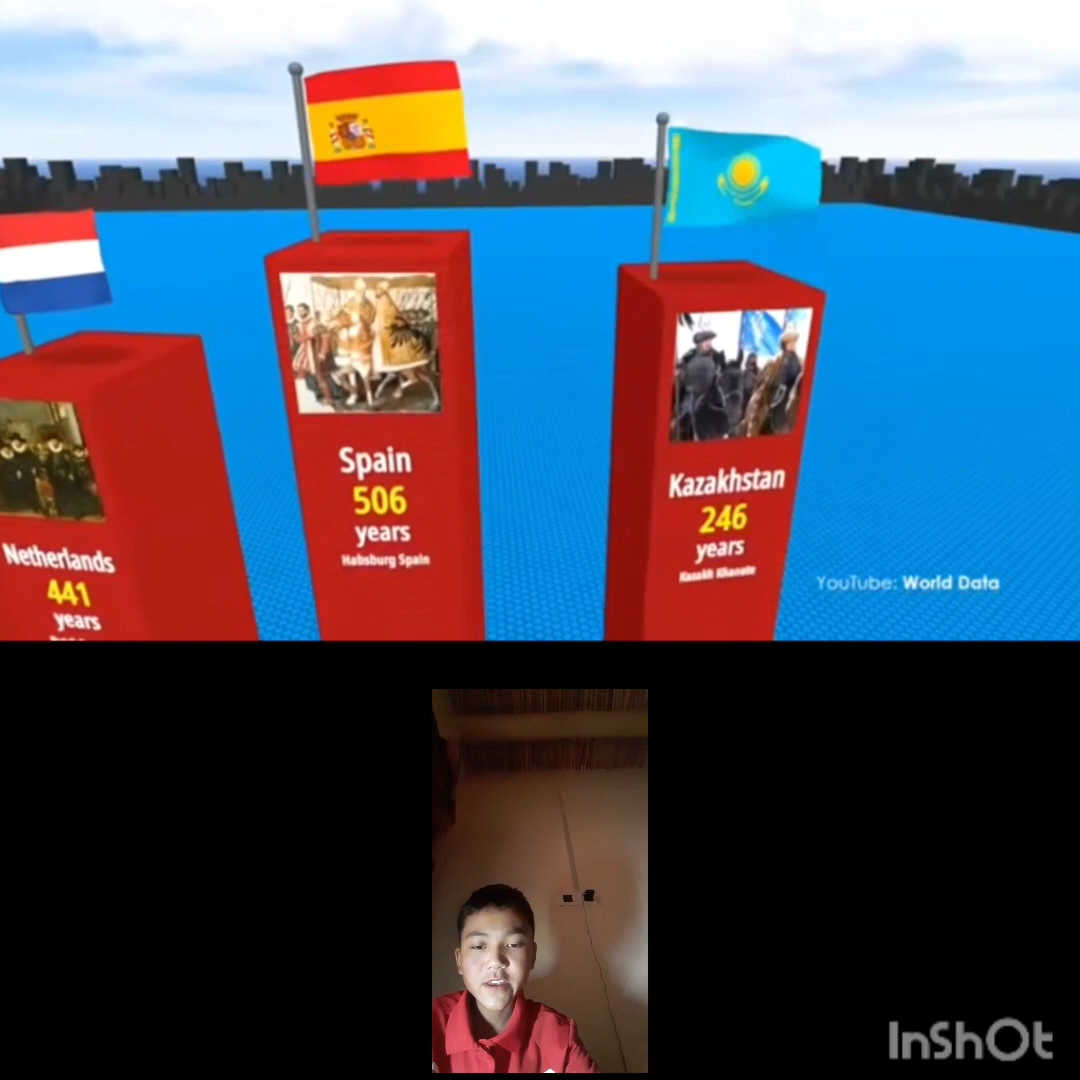 Netherlands
441
years
Spain
506
years
Habsburg Spain
Kazakhstan
246
years
Kazakh Khanate
YouTube: World Data
InShOt